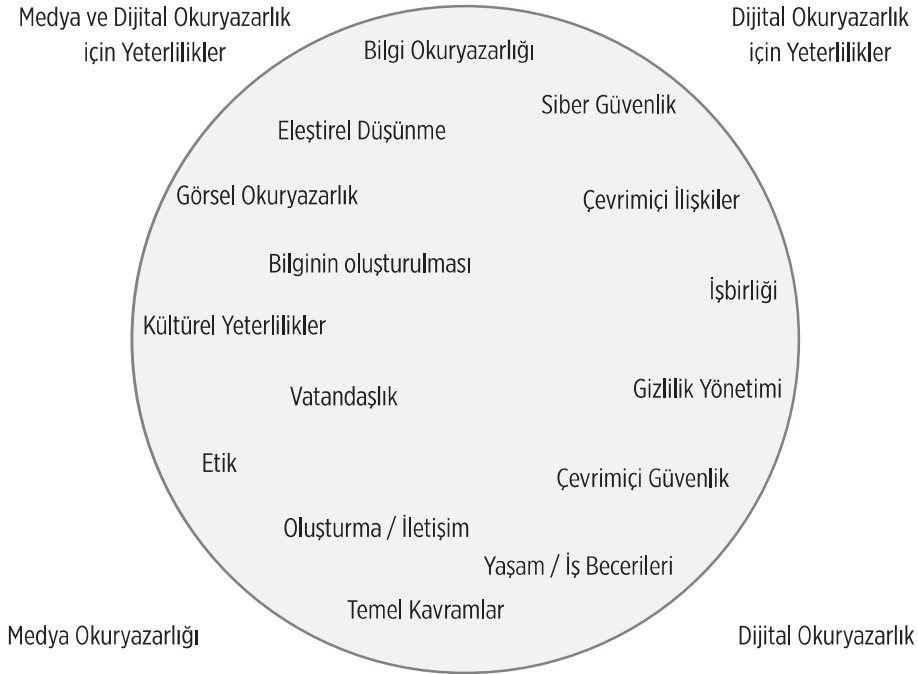 Medya ve Dijital Okuryazarlık
için Yeterlilikler
Dijital Okuryazarlık
için Yeterlilikler
Bilgi Okuryazarlığı
Siber Güvenlik
Eleştirel Düşünme
Görsel Okuryazarlık
Çevrimiçi İlişkiler
Bilginin oluşturulması
İşbirliği
Kültürel Yeterlilikler
Gizlilik Yönetimi
Vatandaşlık
Etik
Çevrimiçi Güvenlik
Oluşturma / İletişim
Yaşam / İş Becerileri
Temel Kavramlar
Medya Okuryazarlığı
Dijital Okuryazarlık